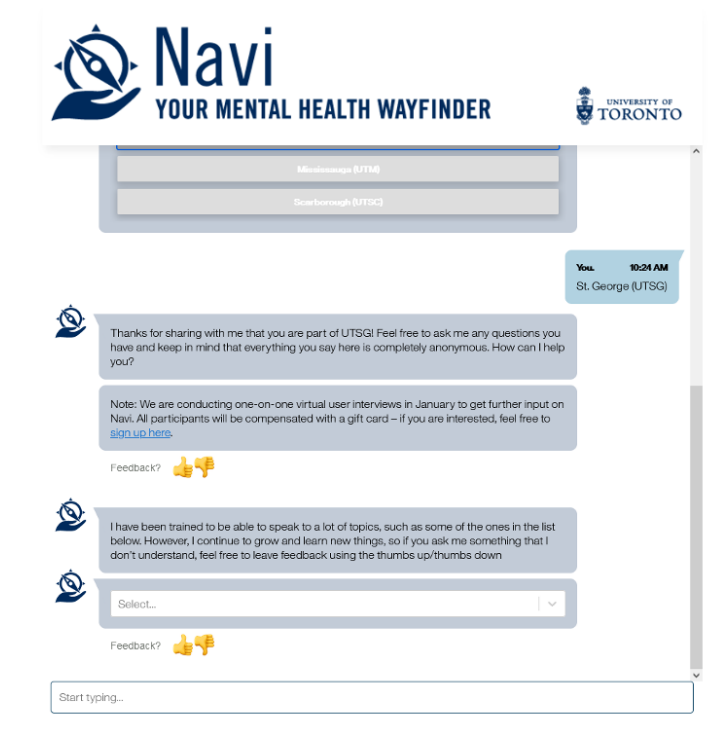 Navi
YOUR MENTAL HEALTH WAYFINDER
UNIVERSITY OF
TORONTO
Mississauga (UTM)
Scarborough (UTSC)
You. 10:24 AM
St. George (UTSG)
Thanks for sharing with me that you are part of UTSG! Feel free to ask me any questions you
have and keep in mind that everything you say here is completely anonymous. How can I help
you?
Note: We are conducting one-on-one virtual user interviews in January to get further input on
Navi. All participants will be compensated with a gift card – if you are interested, feel free to
sign up here.
Feedback?
I have been trained to be able to speak to a lot of topics, such as some of the ones in the list
below. However, I continue to grow and learn new things, so if you ask me something that I
don't understand, feel free to leave feedback using the thumbs up/thumbs down
Select...
Feedback?
Start typing...